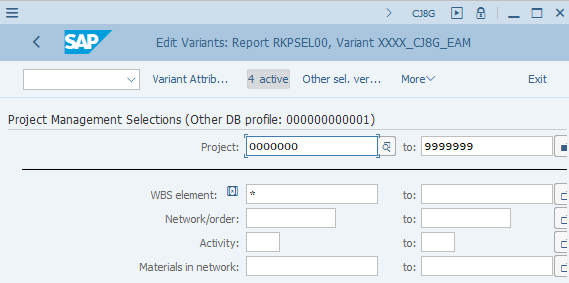 CJ8G
SAP Edit Variants: Report RKPSEL00, Variant XXXX_CJ8G_EAM
Variant Attrib... 4 active Other sel. ver... More Exit
Project Management Selections (Other DB profile: 000000000001)
Project: 0000000 to: 9999999
WBS element: * to:
Network/order: to:
Activity: to:
Materials in network: to: